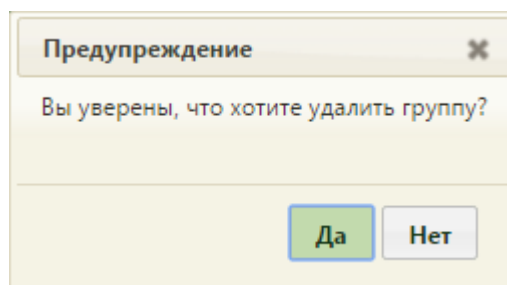 Предупреждение
Вы уверены, что хотите удалить группу?
Да Нет